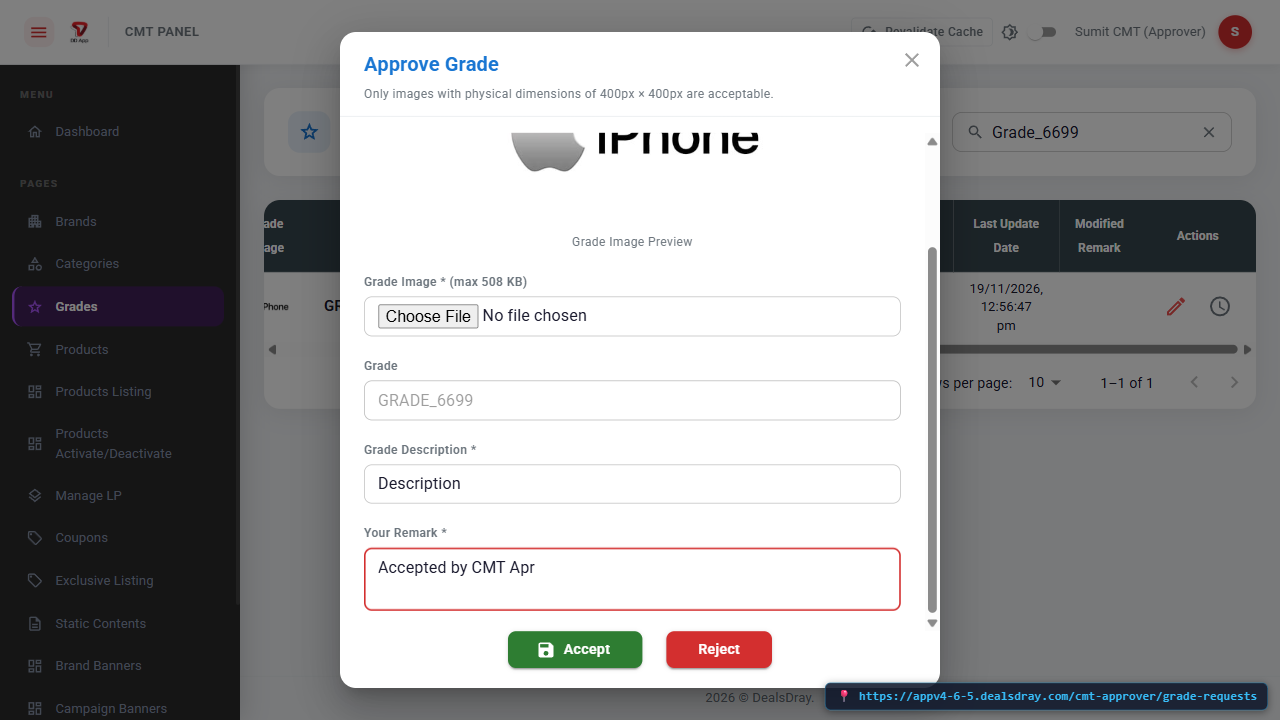 DD App
CMT PANEL
Revalidate Cache
Sumit CMT (Approver)
S
MENU
Dashboard
PAGES
Brands
Categories
Grades
Products
Products Listing
Products
Activate/Deactivate
Manage LP
Coupons
Exclusive Listing
Static Contents
Brand Banners
Campaign Banners
Grade_6699
Last Update
Date
Modified
Remark
Actions
19/11/2026,
12:56:47
pm
per page:
10
1–1 of 1
Approve Grade
Only images with physical dimensions of 400px × 400px are acceptable.
iPhone
Grade Image Preview
Grade Image * (max 508 KB)
Choose File No file chosen
Grade
GRADE_6699
Grade Description *
Description
Your Remark *
Accepted by CMT Apr
Accept
Reject
2026 © DealsDray.
https://appv4-6-5.dealsdray.com/cmt-approver/grade-requests